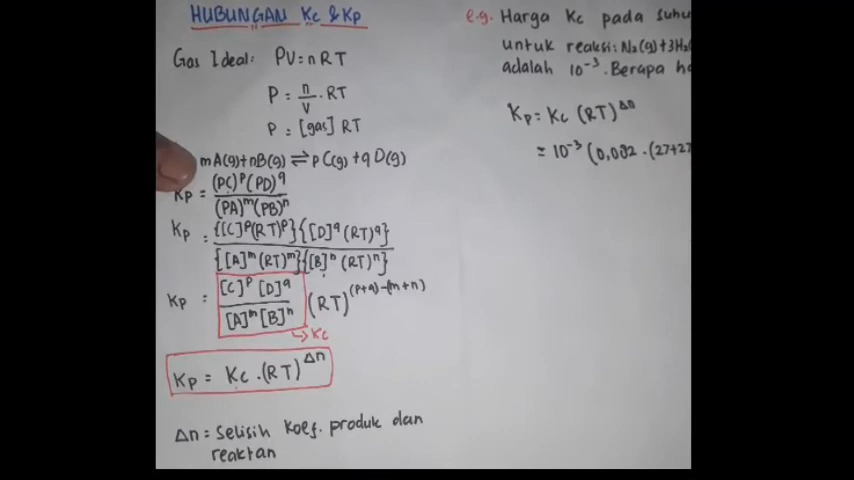 HUBUNGAN Kc & Kp
Gas Ideal: PV = nRT
P = n/V . RT
P = [gas] RT
mA(g) + nB(g) ⇌ pC(g) + qD(g)
Kp = (PC)^p (PD)^q / (PA)^m (PB)^n
Kp = {[C]^p (RT)^p} {[D]^q (RT)^q} / {[A]^m (RT)^m} {[B]^n (RT)^n}
Kp = [C]^p [D]^q / [A]^m [B]^n (RT)^(p+q)-(m+n)
→ Kc
Kp = Kc . (RT)^Δn
Δn = selisih koef. produk dan
reaktan
e.g. Harga Kc pada suhu
untuk reaksi: N₂(g) + 3H₂(
adalah 10^-3. Berapa
Kp = Kc (RT)^Δn
= 10^-3 (0,082 . (27+27